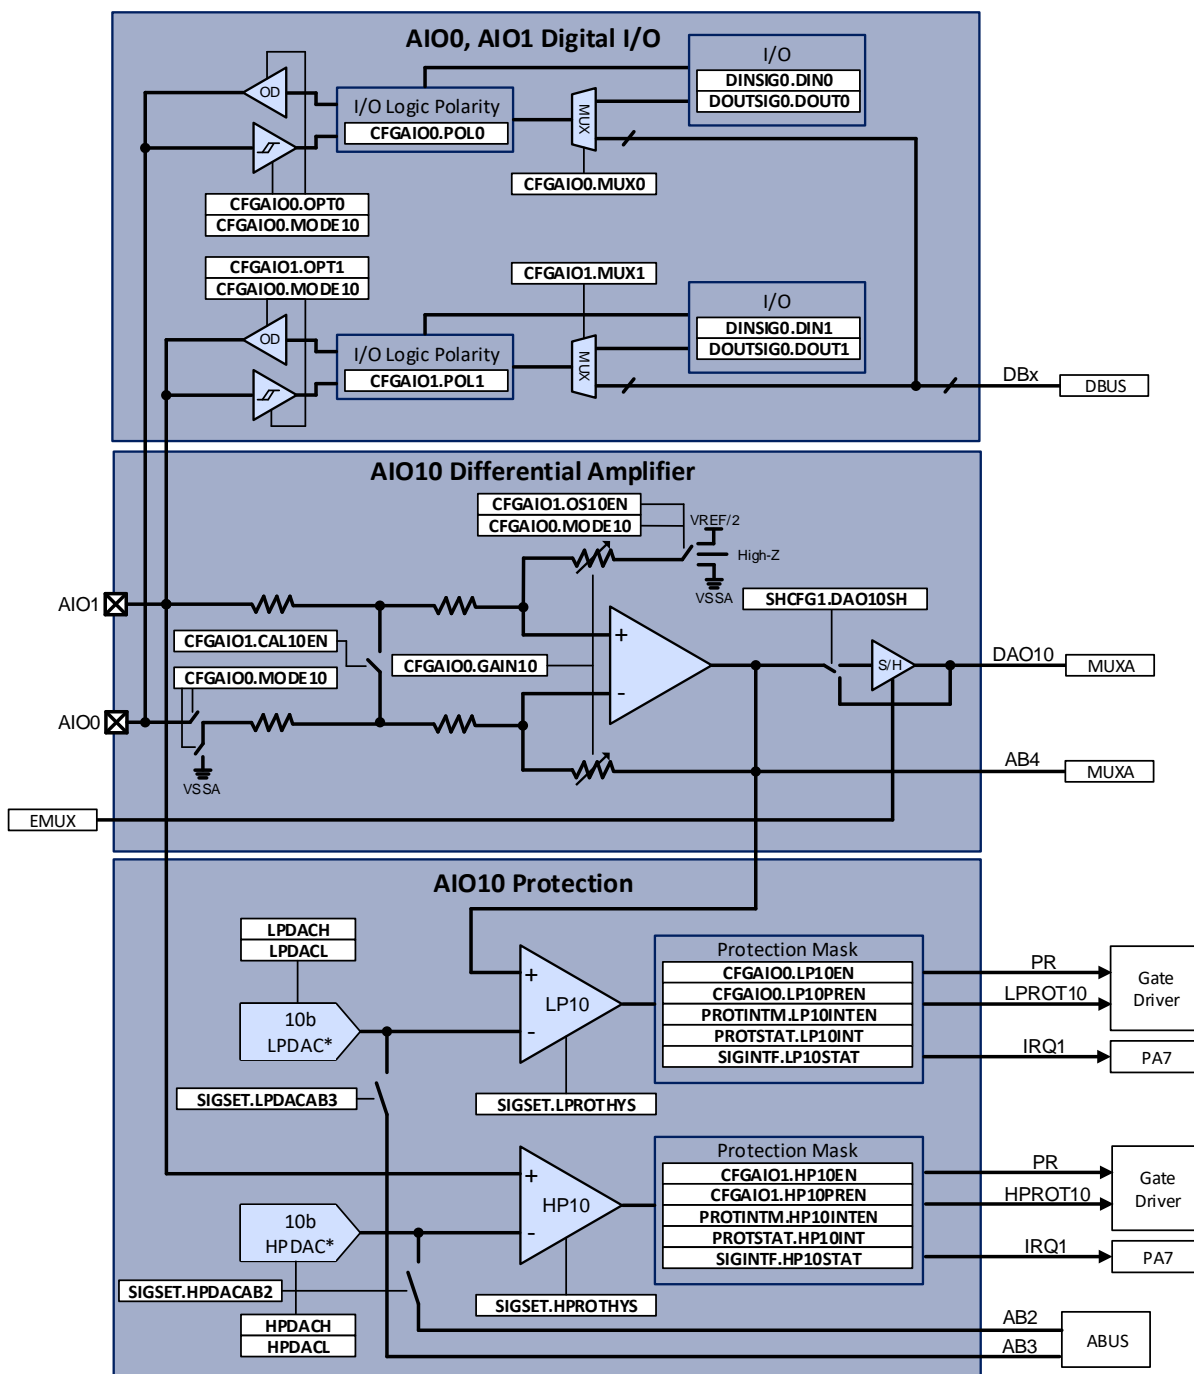 AIO0, AIO1 Digital I/O
I/O
DINSIG0.DIN0
DOUTSIG0.DOUT0
OD
I/O Logic Polarity
CFGAIO0.POL0
MUX
CFGAIO0.MUX0
CFGAIO0.OPT0
CFGAIO0.MODE10
CFGAIO1.OPT1
CFGAIO0.MODE10
CFGAIO1.MUX1
I/O
DINSIG0.DIN1
DOUTSIG0.DOUT1
OD
I/O Logic Polarity
CFGAIO1.POL1
MUX
DBx
DBUS
AIO10 Differential Amplifier
CFGAIO1.OS10EN
CFGAIO0.MODE10
VREF/2
High-Z
VSSA
AIO1
SHCFG1.DAO10SH
CFGAIO1.CAL10EN
+
CFGAIO0.GAIN10
CFGAIO0.MODE10
-
S/H
DAO10
MUXA
AIO0
VSSA
AB4
MUXA
EMUX
AIO10 Protection
LPDACH
LPDACL
10b
LPDAC*
+
LP10
-
Protection Mask
CFGAIO0.LP10EN
CFGAIO0.LP10PREN
PROTINTM.LP10INTEN
PROTSTAT.LP10INT
SIGINTF.LP10STAT
PR
LPROT10
Gate
Driver
IRQ1
PA7
SIGSET.LPDACAB3
SIGSET.LPROTHYS
+
HP10
-
Protection Mask
CFGAIO1.HP10EN
CFGAIO1.HP10PREN
PROTINTM.HP10INTEN
PROTSTAT.HP10INT
SIGINTF.HP10STAT
PR
HPROT10
Gate
Driver
IRQ1
PA7
10b
HPDAC*
SIGSET.HPDACAB2
SIGSET.HPROTHYS
HPDACH
HPDACL
AB2
AB3
ABUS